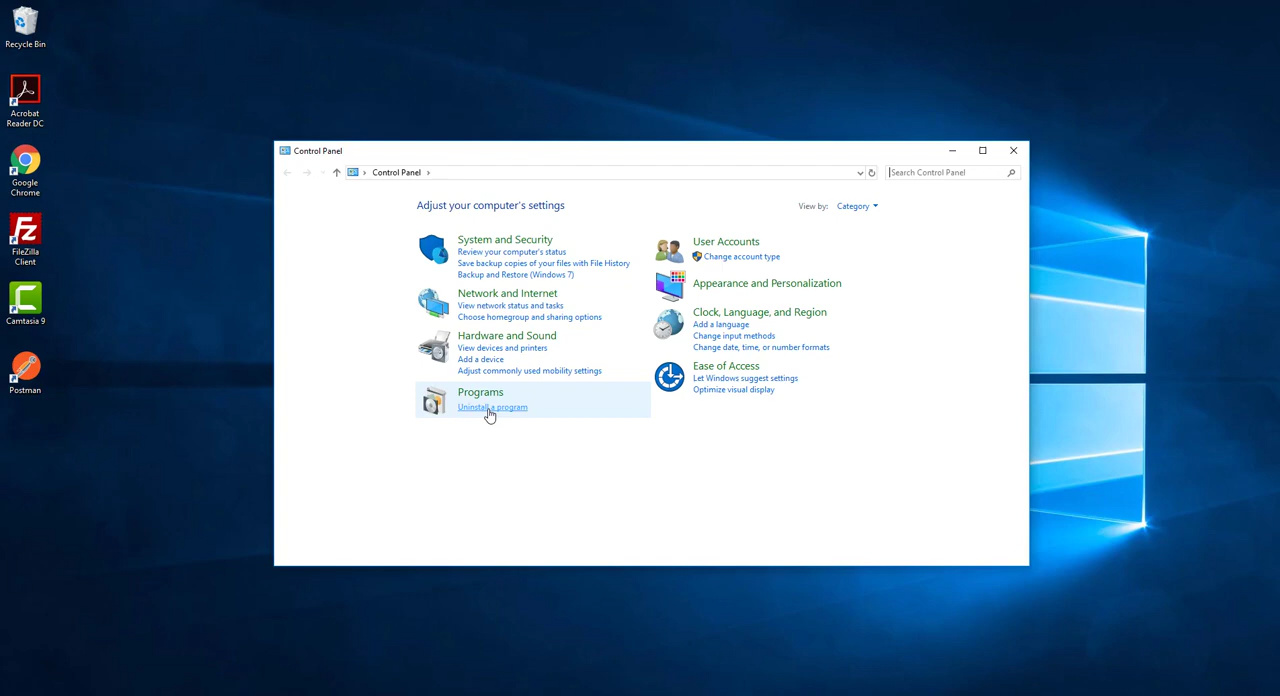 Recycle Bin
Acrobat
Reader DC
Google
Chrome
FileZilla
Client
Camtasia 9
Postman
Control Panel
Control Panel
Search Control Panel
Adjust your computer's settings
View by:
Category
System and Security
Review your computer's status
Save backup copies of your files with File History
Backup and Restore (Windows 7)
Network and Internet
View network status and tasks
Choose homegroup and sharing options
Hardware and Sound
View devices and printers
Add a device
Adjust commonly used mobility settings
Programs
Uninstall a program
User Accounts
Change account type
Appearance and Personalization
Clock, Language, and Region
Add a language
Change input methods
Change date, time, or number formats
Ease of Access
Let Windows suggest settings
Optimize visual display